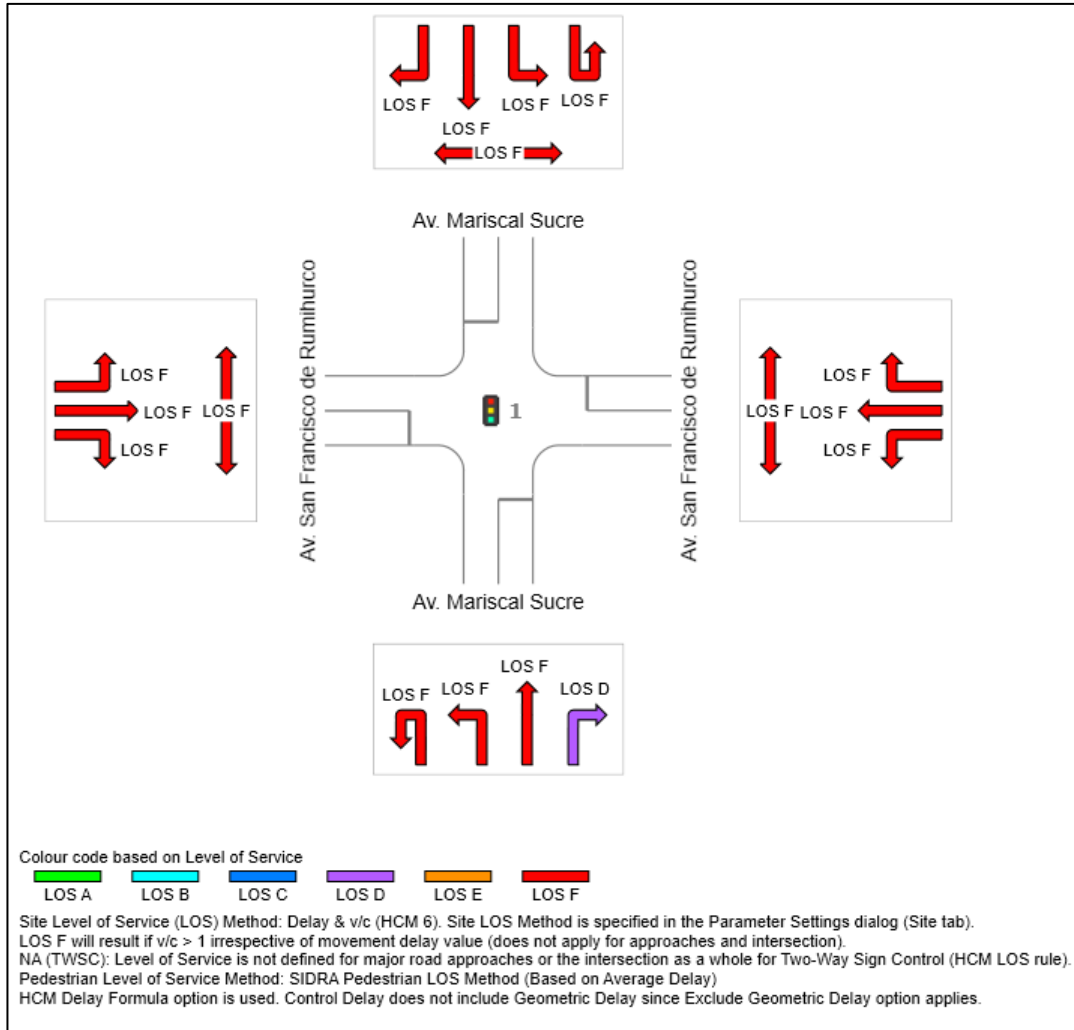 LOS F
LOS F
LOS F
LOS F
LOS F
Av. Mariscal Sucre
Av. San Francisco de Rumihurco
Av. San Francisco de Rumihurco
LOS F
LOS F
LOS F
LOS F
1
LOS F
LOS F
LOS F
LOS F
Av. Mariscal Sucre
LOS F
LOS F
LOS F
LOS D
Colour code based on Level of Service
LOS A LOS B LOS C LOS D LOS E LOS F
Site Level of Service (LOS) Method: Delay & v/c (HCM 6). Site LOS Method is specified in the Parameter Settings dialog (Site tab).
LOS F will result if v/c > 1 irrespective of movement delay value (does not apply for approaches and intersection).
NA (TWSC): Level of Service is not defined for major road approaches or the intersection as a whole for Two-Way Sign Control (HCM LOS rule).
Pedestrian Level of Service Method: SIDRA Pedestrian LOS Method (Based on Average Delay)
HCM Delay Formula option is used. Control Delay does not include Geometric Delay since Exclude Geometric Delay option applies.